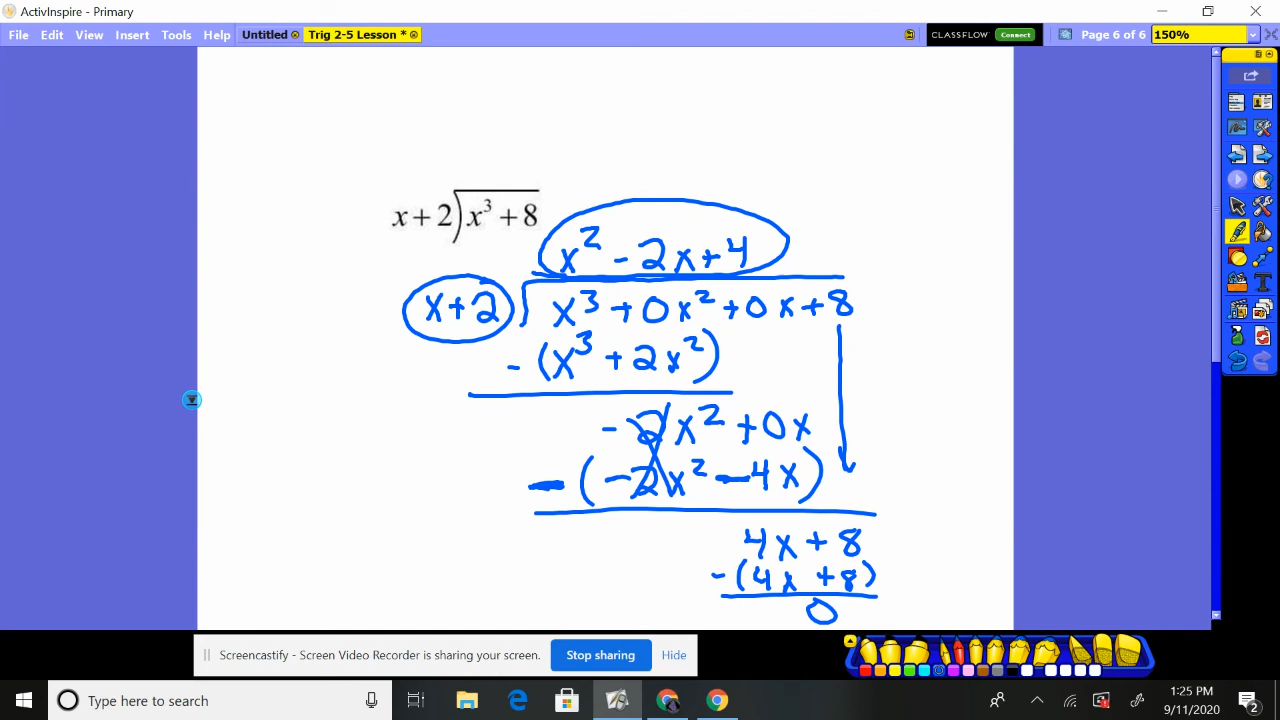 ActivInspire - Primary
File Edit View Insert Tools Help Untitled Trig 2-5 Lesson * CLASSFLOW Connect Page 6 of 6 150%
x + 2)x³ + 8
x² - 2x + 4
x + 2 x³ + 0x² + 0x + 8
- (x³ + 2x²)
- 2x² + 0x
- (- 2x² - 4x)
4x + 8
- (4x + 8)
0
Screencastify - Screen Video Recorder is sharing your screen. Stop sharing Hide
Type here to search
1:25 PM
9/11/2020
2